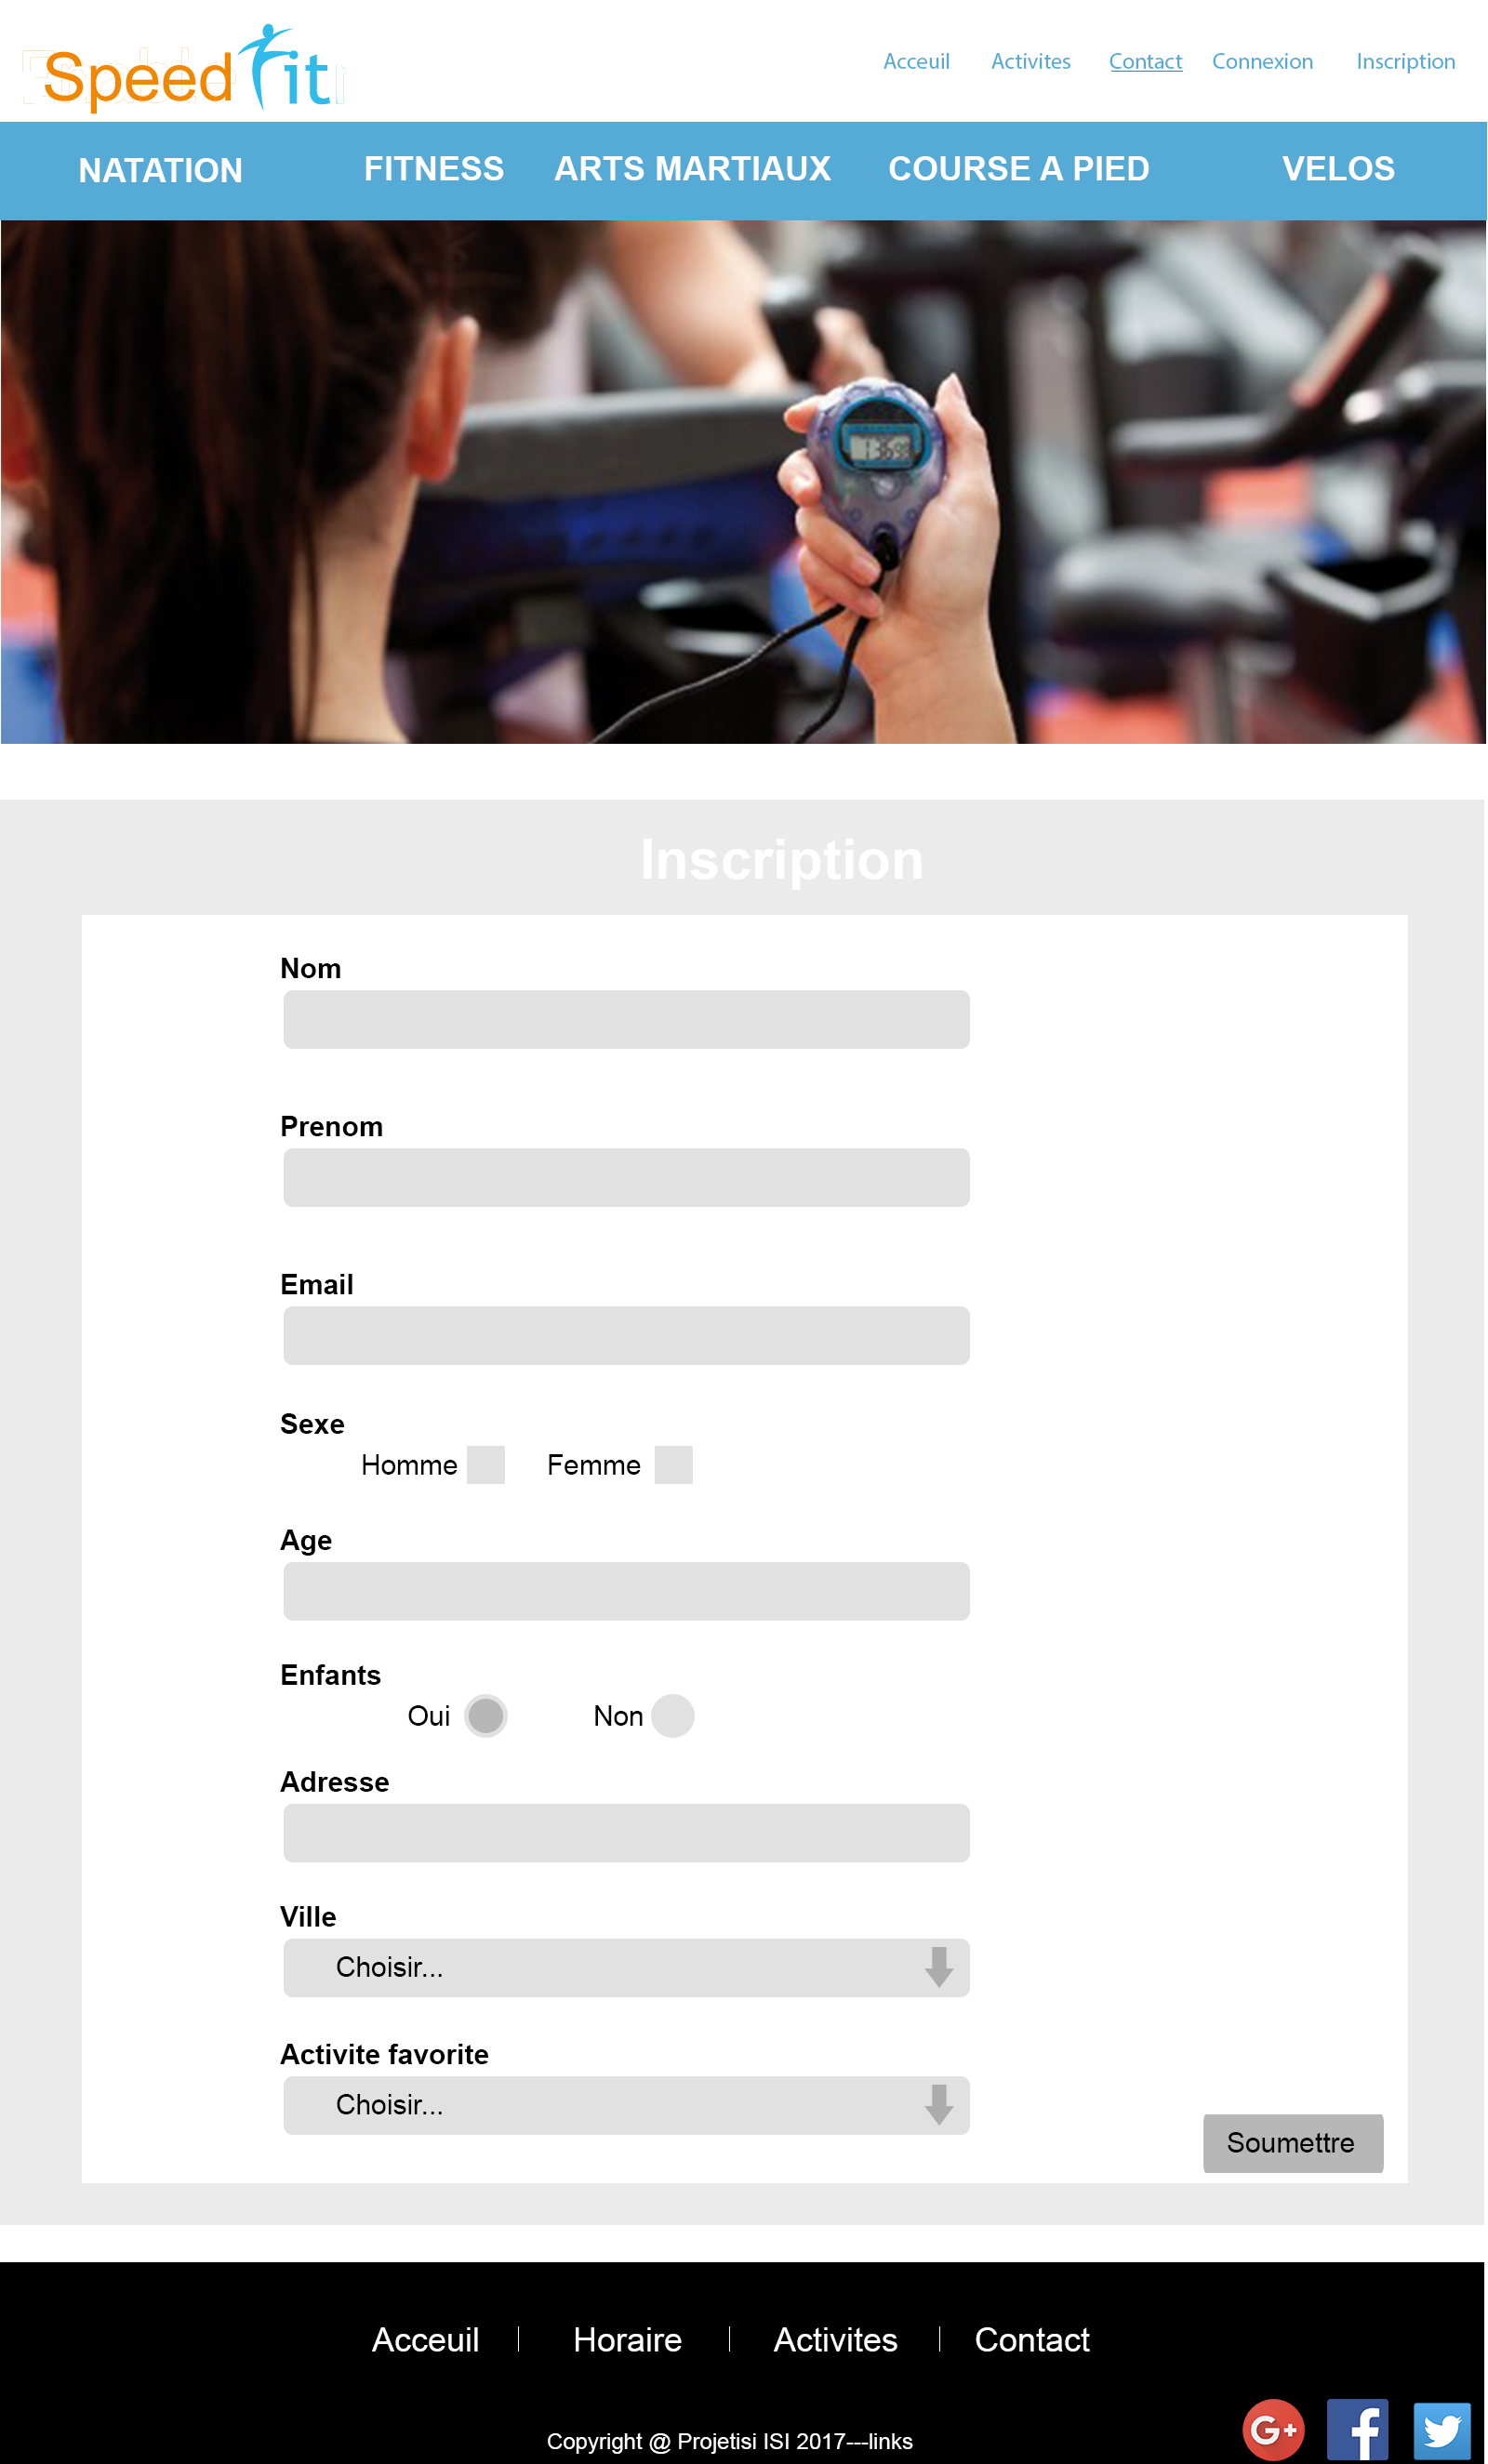 Speed Fit
Acceuil Activites Contact Connexion Inscription
NATATION FITNESS ARTS MARTIAUX COURSE A PIED VELOS
Inscription
Nom
Prenom
Email
Sexe
Homme Femme
Age
Enfants
Oui Non
Adresse
Ville
Choisir...
Activite favorite
Choisir...
Soumettre
Acceuil | Horaire | Activites | Contact
Copyright @ Projetisi ISI 2017---links
G+ f